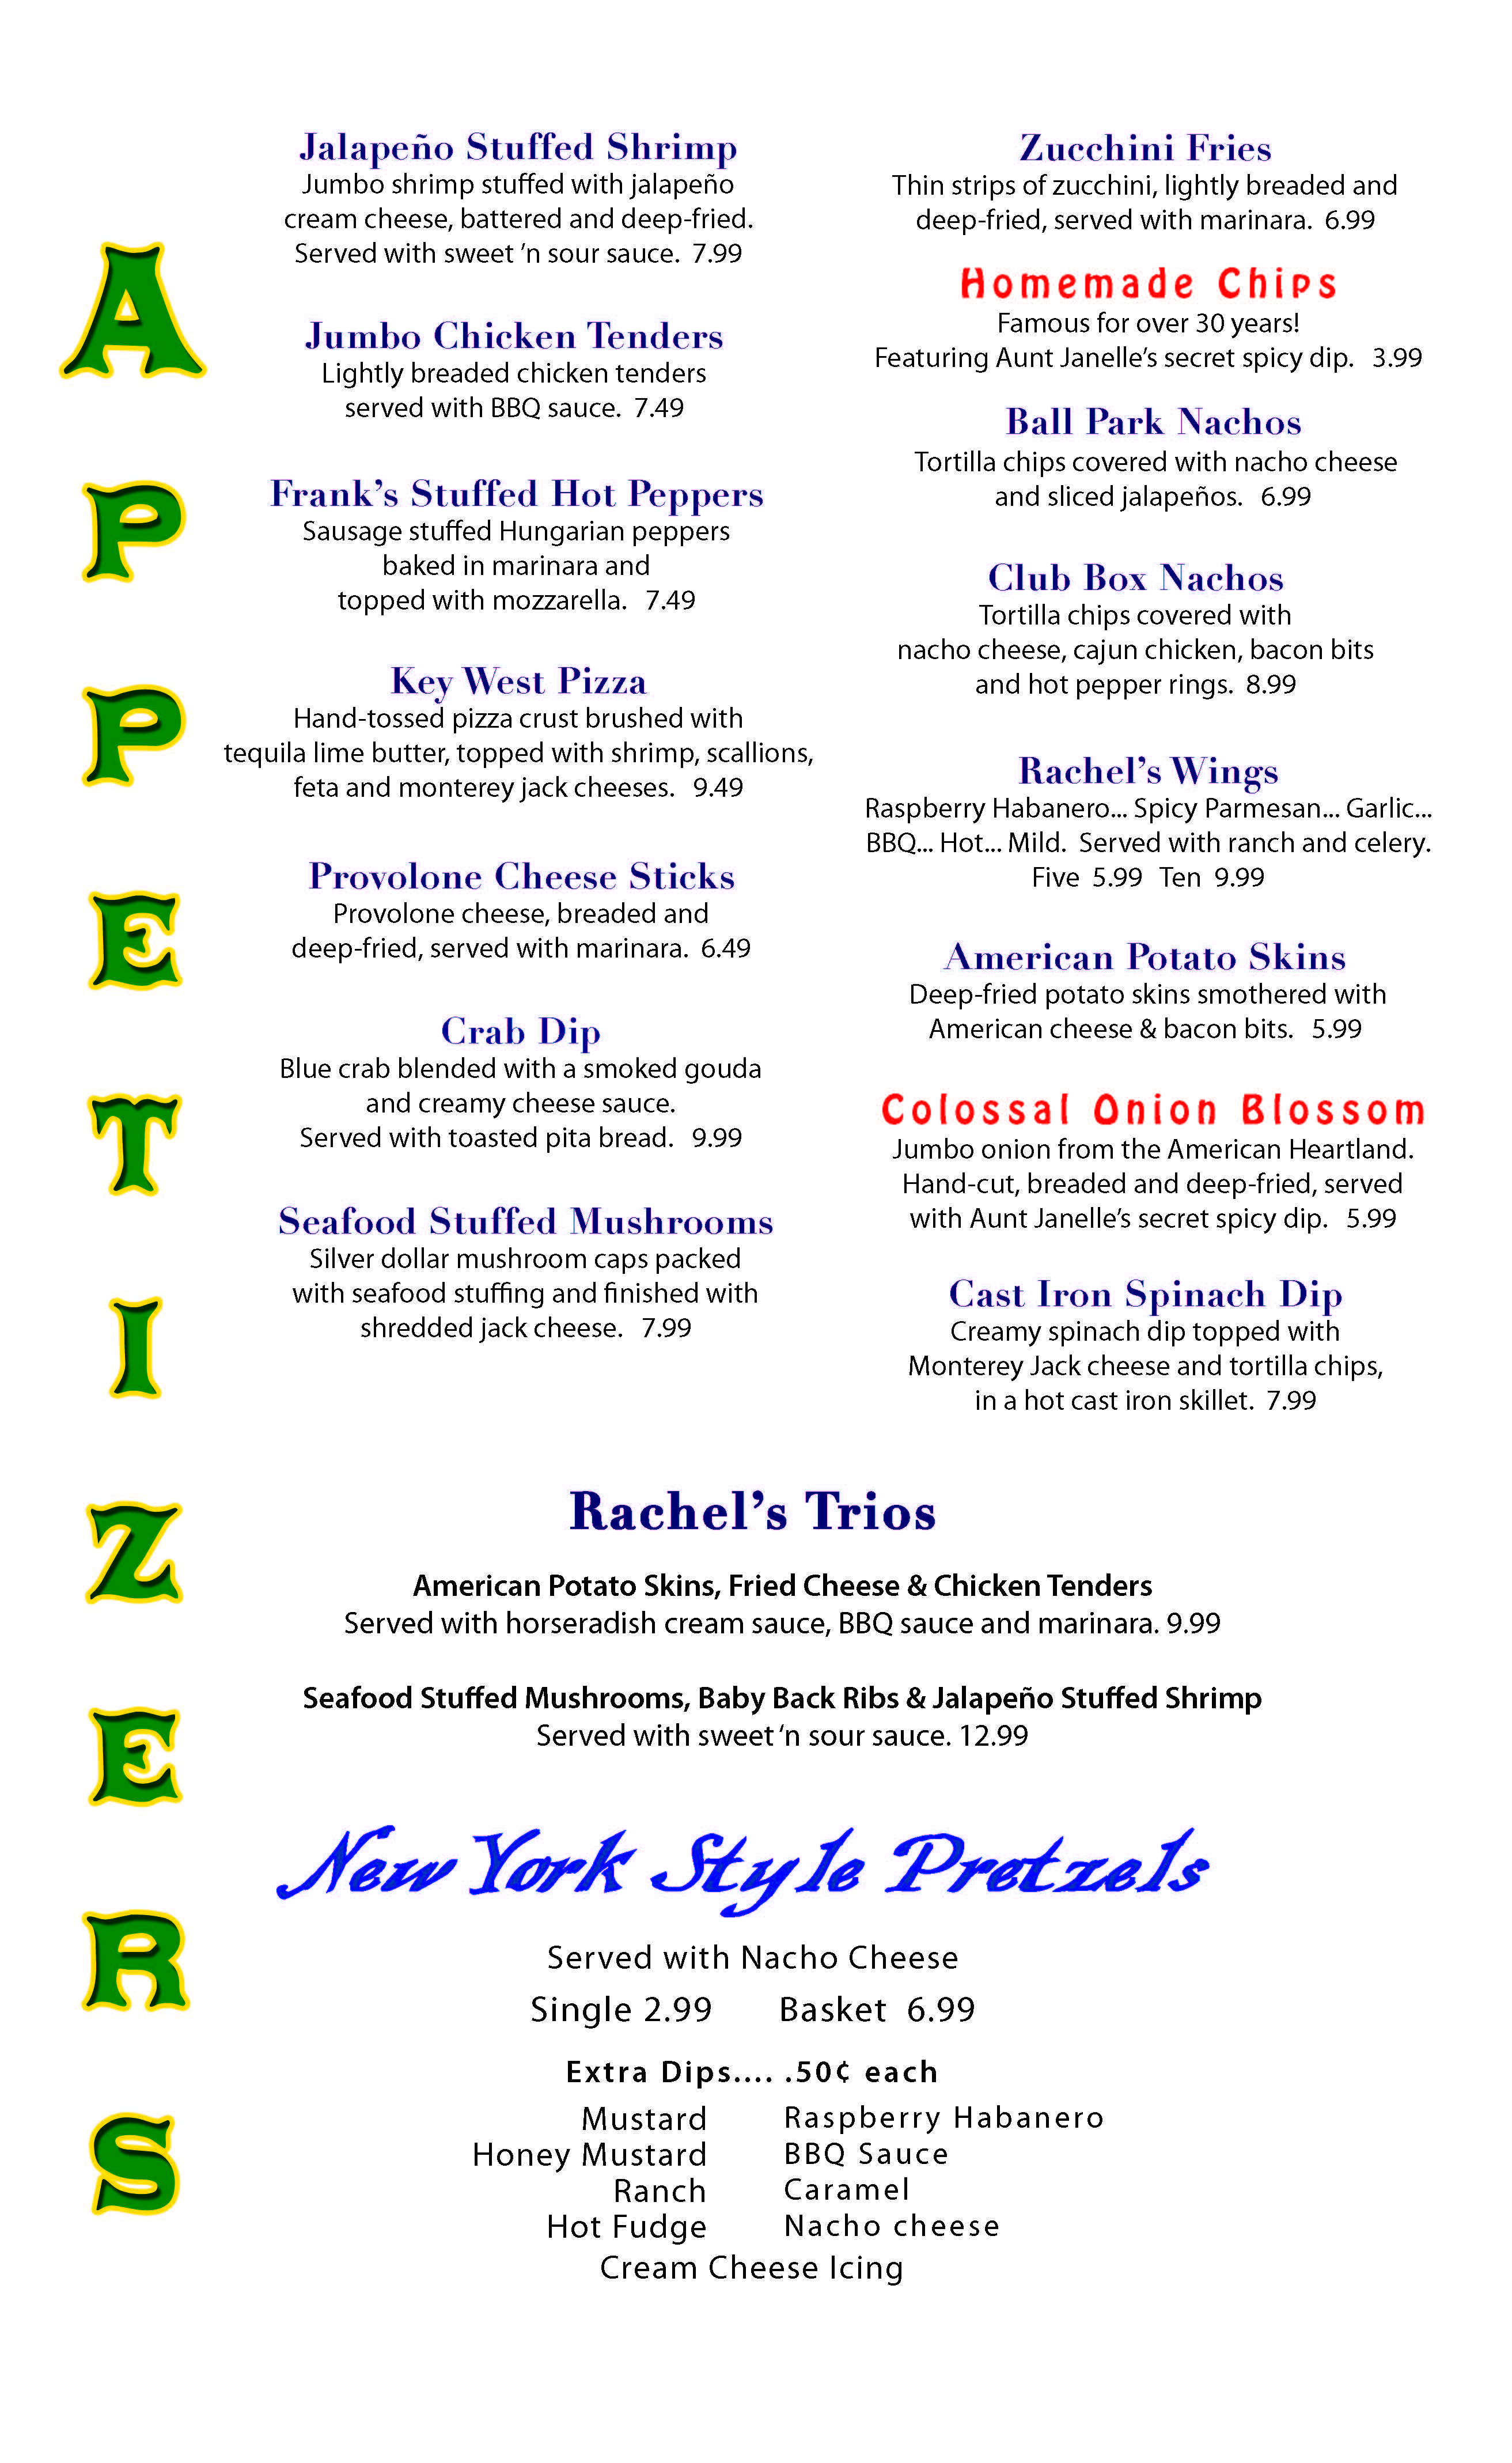 APPETIZERS
Jalapeño Stuffed Shrimp
Jumbo shrimp stuffed with jalapeño
cream cheese, battered and deep-fried.
Served with sweet ’n sour sauce. 7.99
Jumbo Chicken Tenders
Lightly breaded chicken tenders
served with BBQ sauce. 7.49
Frank’s Stuffed Hot Peppers
Sausage stuffed Hungarian peppers
baked in marinara and
topped with mozzarella. 7.49
Key West Pizza
Hand-tossed pizza crust brushed with
tequila lime butter, topped with shrimp, scallions,
feta and monterey jack cheeses. 9.49
Provolone Cheese Sticks
Provolone cheese, breaded and
deep-fried, served with marinara. 6.49
Crab Dip
Blue crab blended with a smoked gouda
and creamy cheese sauce.
Served with toasted pita bread. 9.99
Seafood Stuffed Mushrooms
Silver dollar mushroom caps packed
with seafood stuffing and finished with
shredded jack cheese. 7.99
Zucchini Fries
Thin strips of zucchini, lightly breaded and
deep-fried, served with marinara. 6.99
Homemade Chips
Famous for over 30 years!
Featuring Aunt Janelle’s secret spicy dip. 3.99
Ball Park Nachos
Tortilla chips covered with nacho cheese
and sliced jalapeños. 6.99
Club Box Nachos
Tortilla chips covered with
nacho cheese, cajun chicken, bacon bits
and hot pepper rings. 8.99
Rachel’s Wings
Raspberry Habanero... Spicy Parmesan... Garlic...
BBQ... Hot... Mild. Served with ranch and celery.
Five 5.99 Ten 9.99
American Potato Skins
Deep-fried potato skins smothered with
American cheese & bacon bits. 5.99
Colossal Onion Blossom
Jumbo onion from the American Heartland.
Hand-cut, breaded and deep-fried, served
with Aunt Janelle’s secret spicy dip. 5.99
Cast Iron Spinach Dip
Creamy spinach dip topped with
Monterey Jack cheese and tortilla chips,
in a hot cast iron skillet. 7.99
Rachel’s Trios
American Potato Skins, Fried Cheese & Chicken Tenders
Served with horseradish cream sauce, BBQ sauce and marinara. 9.99
Seafood Stuffed Mushrooms, Baby Back Ribs & Jalapeño Stuffed Shrimp
Served with sweet ‘n sour sauce. 12.99
New York Style Pretzels
Served with Nacho Cheese
Single 2.99 Basket 6.99
Extra Dips.... .50¢ each
Mustard
Honey Mustard
Ranch
Hot Fudge
Raspberry Habanero
BBQ Sauce
Caramel
Nacho cheese
Cream Cheese Icing